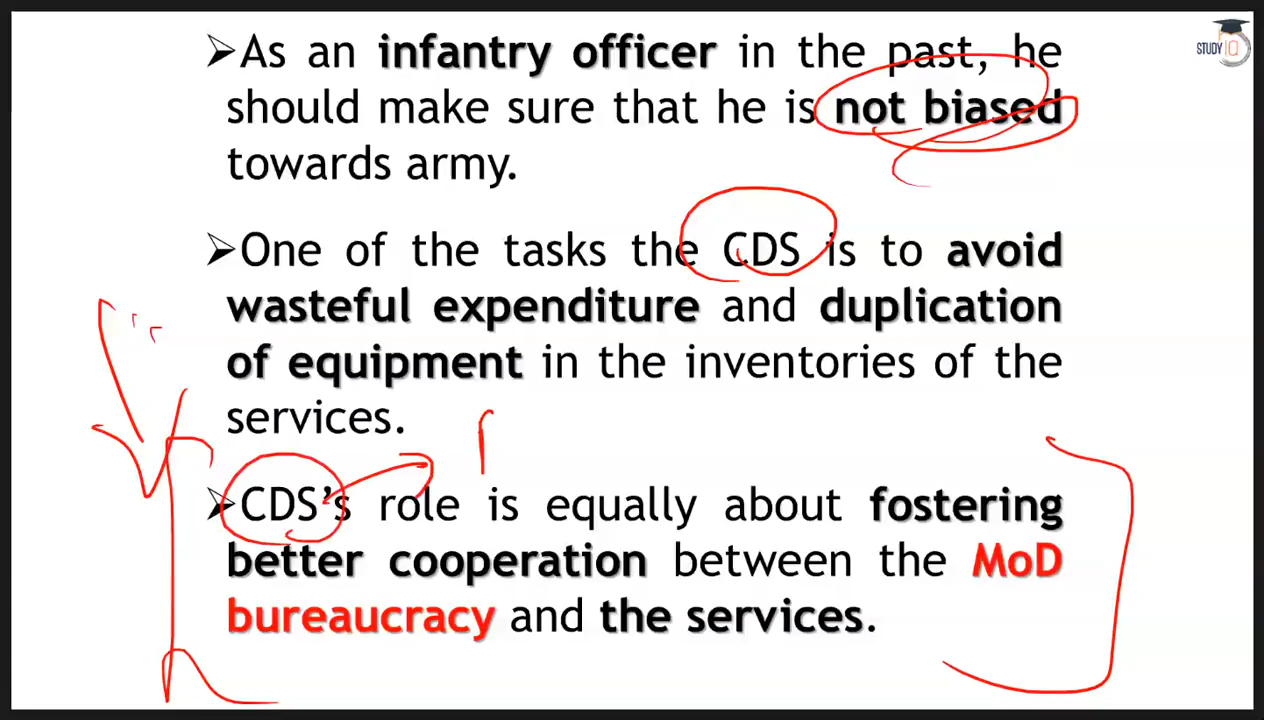 STUDY IQ
➢As an infantry officer in the past, he
should make sure that he is not biased
towards army.
➢One of the tasks the CDS is to avoid
wasteful expenditure and duplication
of equipment in the inventories of the
services.
➢CDS's role is equally about fostering
better cooperation between the MoD
bureaucracy and the services.